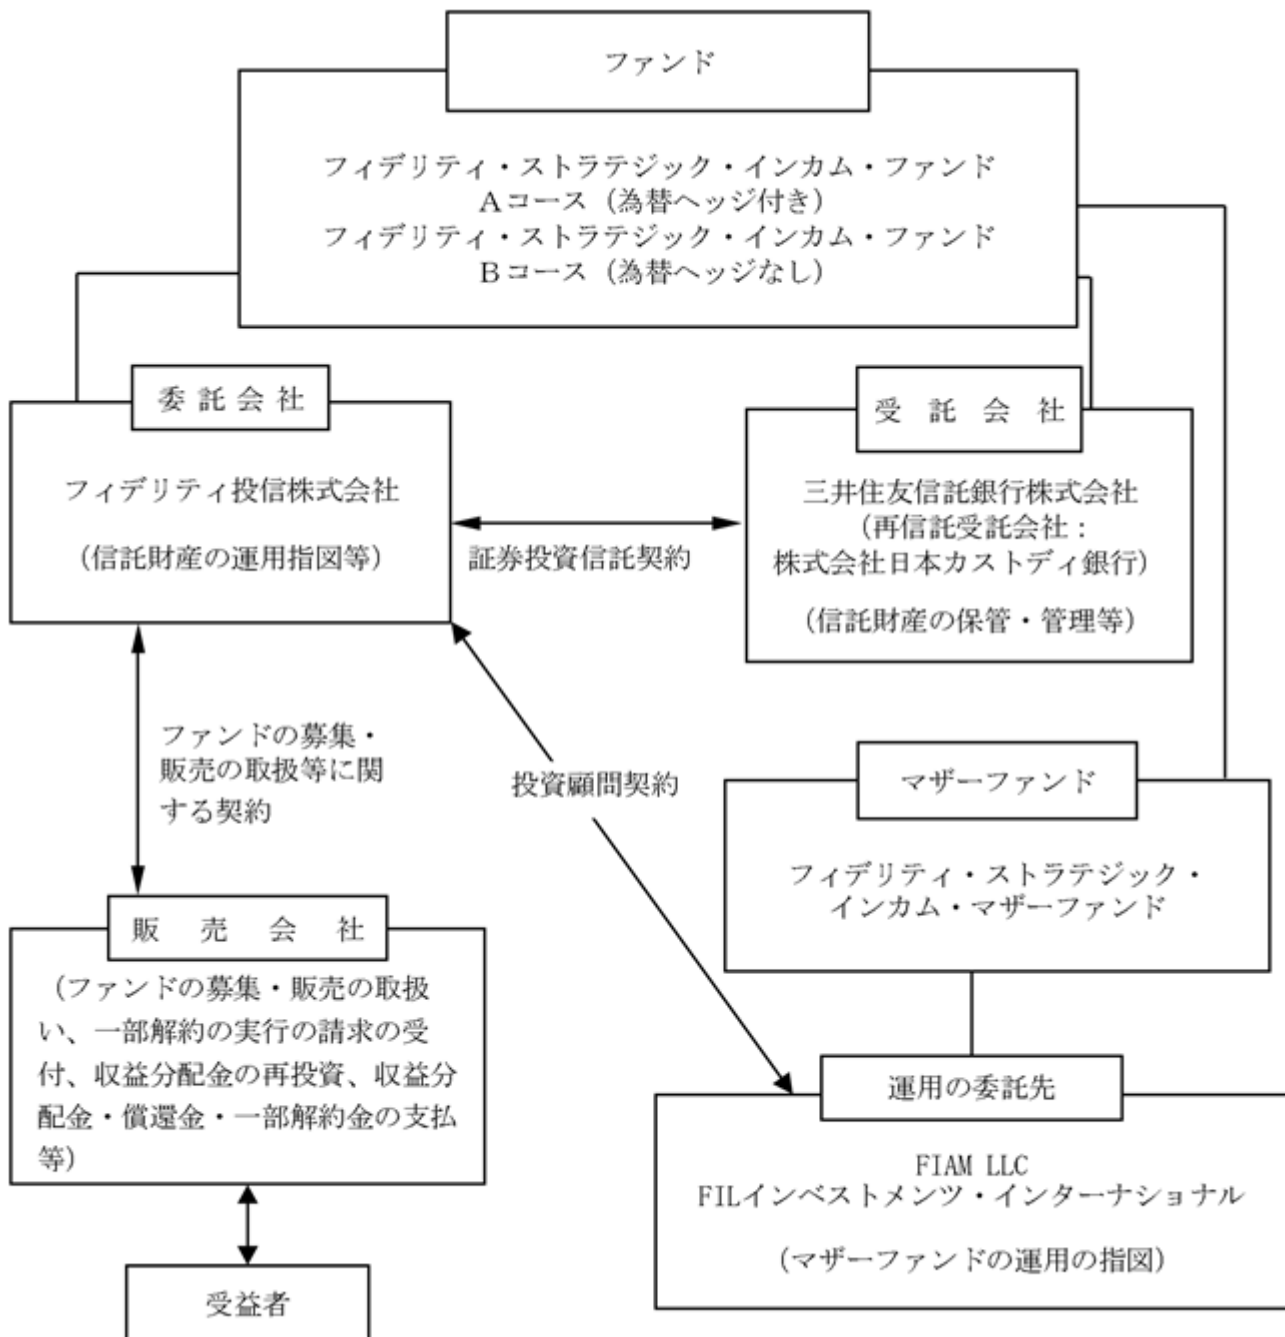 ファンド
フィデリティ・ストラテジック・インカム・ファンド
Aコース（為替ヘッジ付き）
フィデリティ・ストラテジック・インカム・ファンド
Bコース（為替ヘッジなし）
委託会社
フィデリティ投信株式会社
（信託財産の運用指図等）
証券投資信託契約
受託会社
三井住友信託銀行株式会社
（再信託受託会社：
株式会社日本カストディ銀行）
（信託財産の保管・管理等）
ファンドの募集・
販売の取扱等に関
する契約
投資顧問契約
マザーファンド
フィデリティ・ストラテジック・
インカム・マザーファンド
販売会社
（ファンドの募集・販売の取扱
い、一部解約の実行の請求の受
付、収益分配金の再投資、収益分
配金・償還金・一部解約金の支払
等）
運用の委託先
FIAM LLC
FILインベストメンツ・インターナショナル
（マザーファンドの運用の指図）
受益者